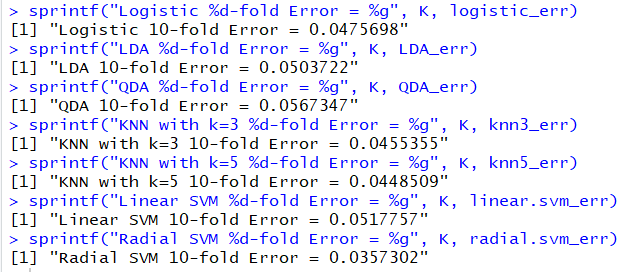 > sprintf("Logistic %d-fold Error = %g", K, logistic_err)
[1] "Logistic 10-fold Error = 0.0475698"
> sprintf("LDA %d-fold Error = %g", K, LDA_err)
[1] "LDA 10-fold Error = 0.0503722"
> sprintf("QDA %d-fold Error = %g", K, QDA_err)
[1] "QDA 10-fold Error = 0.0567347"
> sprintf("KNN with k=3 %d-fold Error = %g", K, knn3_err)
[1] "KNN with k=3 10-fold Error = 0.0455355"
> sprintf("KNN with k=5 %d-fold Error = %g", K, knn5_err)
[1] "KNN with k=5 10-fold Error = 0.0448509"
> sprintf("Linear SVM %d-fold Error = %g", K, linear.svm_err)
[1] "Linear SVM 10-fold Error = 0.0517757"
> sprintf("Radial SVM %d-fold Error = %g", K, radial.svm_err)
[1] "Radial SVM 10-fold Error = 0.0357302"